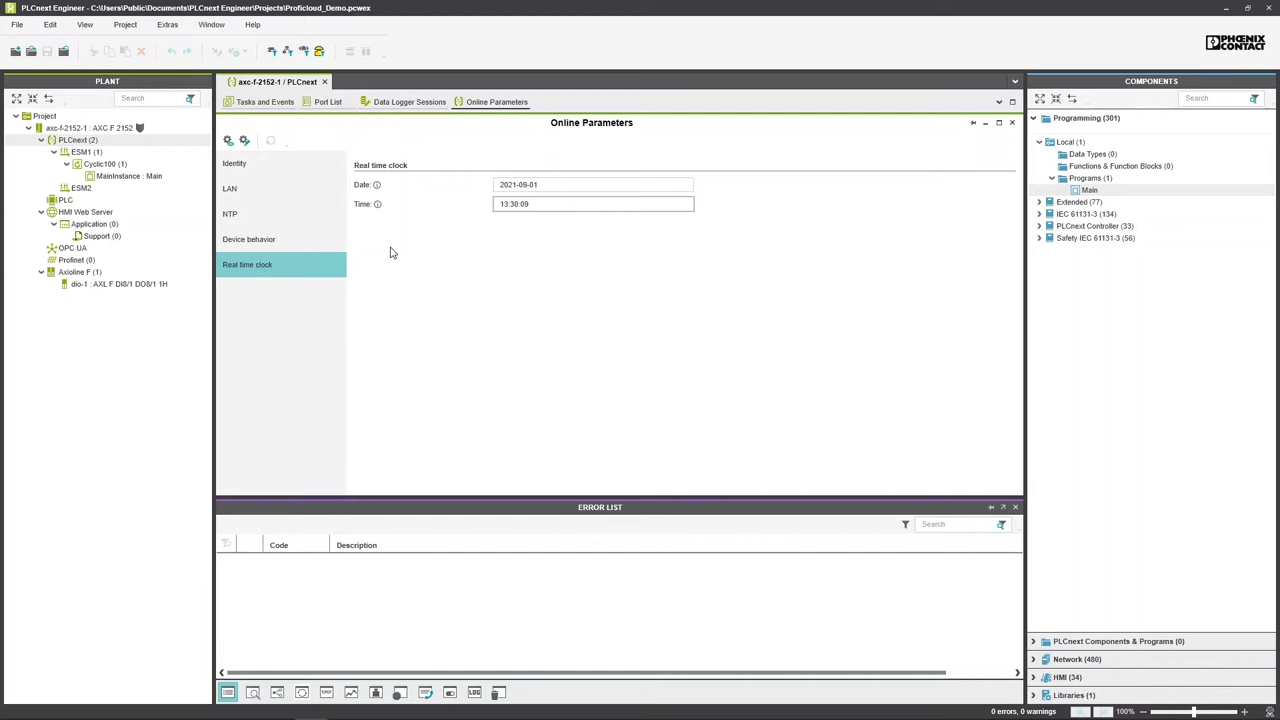 PLCnext Engineer - C:\Users\Public\Documents\PLCnext Engineer\Projects\Proficloud_Demo.pcwex
File Edit View Project Extras Window Help
PHŒNIX
CONTACT
PLANT
Search
Project
axc-f-2152-1 : AXC F 2152
PLCnext (2)
ESM1 (1)
Cyclic100 (1)
MainInstance : Main
ESM2
PLC
HMI Web Server
Application (0)
Support (0)
OPC UA
Profinet (0)
Axioline F (1)
dio-1 : AXL F DI8/1 DO8/1 1H
axc-f-2152-1 / PLCnext
Tasks and Events Port List Data Logger Sessions Online Parameters
Online Parameters
Identity
LAN
NTP
Device behavior
Real time clock
Real time clock
Date: 2021-09-01
Time: 13:30:09
ERROR LIST
Search
Code Description
LOG
COMPONENTS
Search
Programming (301)
Local (1)
Data Types (0)
Functions & Function Blocks (0)
Programs (1)
Main
Extended (77)
IEC 61131-3 (134)
PLCnext Controller (33)
Safety IEC 61131-3 (56)
PLCnext Components & Programs (0)
Network (480)
HMI (34)
Libraries (1)
0 errors, 0 warnings 100%